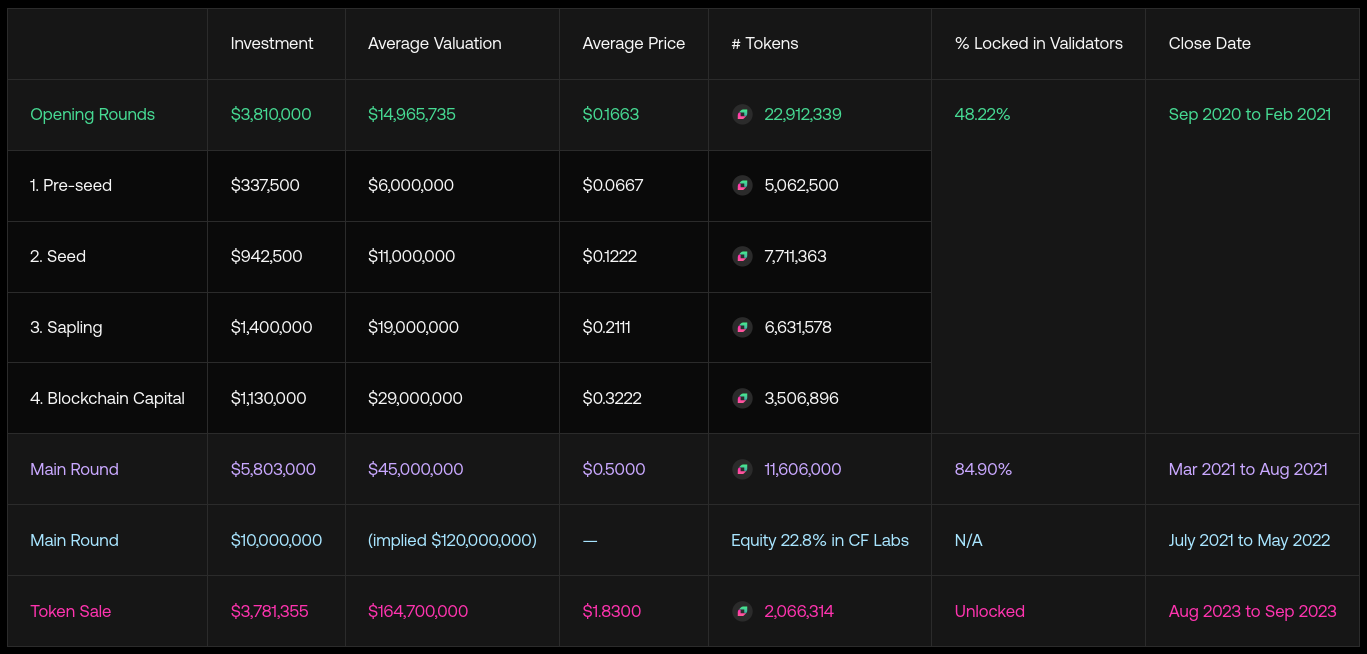 Investment Average Valuation Average Price # Tokens % Locked in Validators Close Date
Opening Rounds $3,810,000 $14,965,735 $0.1663 22,912,339 48.22% Sep 2020 to Feb 2021
1. Pre-seed $337,500 $6,000,000 $0.0667 5,062,500
2. Seed $942,500 $11,000,000 $0.1222 7,711,363
3. Sapling $1,400,000 $19,000,000 $0.2111 6,631,578
4. Blockchain Capital $1,130,000 $29,000,000 $0.3222 3,506,896
Main Round $5,803,000 $45,000,000 $0.5000 11,606,000 84.90% Mar 2021 to Aug 2021
Main Round $10,000,000 (implied $120,000,000) — Equity 22.8% in CF Labs N/A July 2021 to May 2022
Token Sale $3,781,355 $164,700,000 $1.8300 2,066,314 Unlocked Aug 2023 to Sep 2023